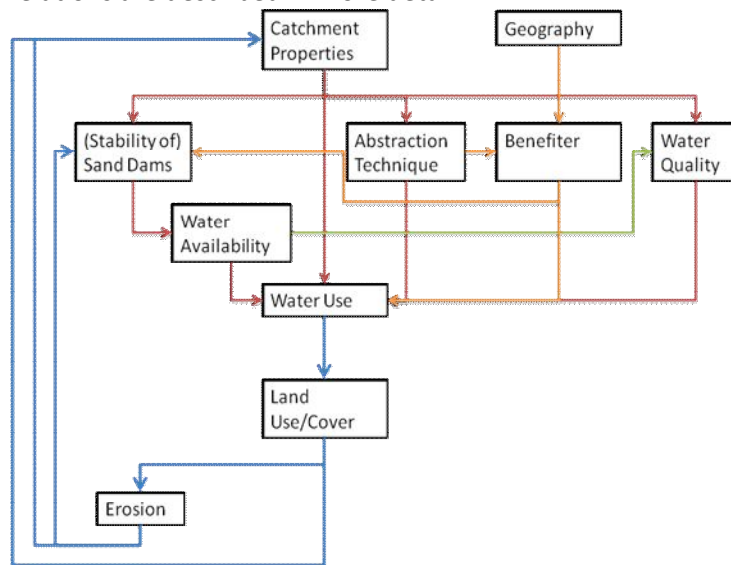 Catchment
Properties
Geography
(Stability of)
Sand Dams
Abstraction
Technique
Benefiter
Water
Quality
Water
Availability
Water Use
Land
Use/Cover
Erosion